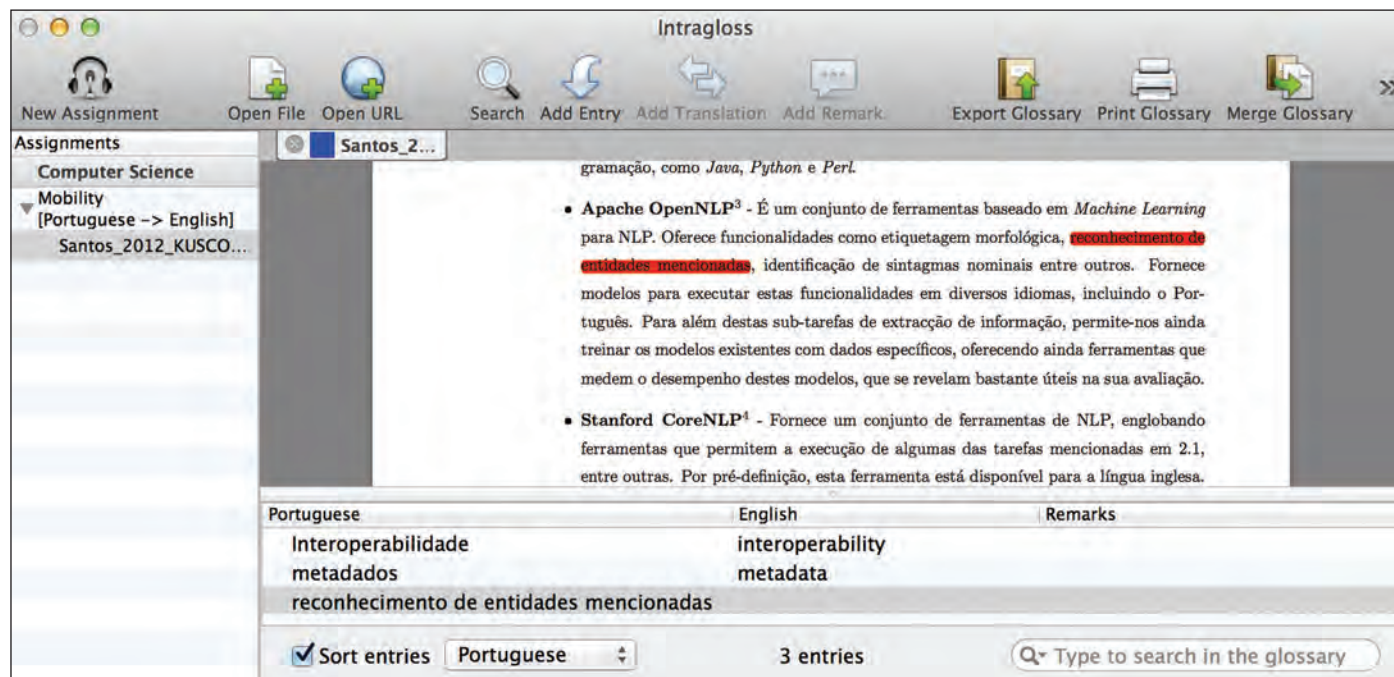 Intragloss
New Assignment Open File Open URL Search Add Entry Add Translation Add Remark Export Glossary Print Glossary Merge Glossary »
Assignments
Computer Science
Mobility
[Portuguese -> English]
Santos_2012_KUSCO...
Santos_2...
gramação, como Java, Python e Perl.
• Apache OpenNLP3 - É um conjunto de ferramentas baseado em Machine Learning
para NLP. Oferece funcionalidades como etiquetagem morfológica, reconhecimento de
entidades mencionadas, identificação de sintagmas nominais entre outros. Fornece
modelos para executar estas funcionalidades em diversos idiomas, incluindo o Por-
tuguês. Para além destas sub-tarefas de extracção de informação, permite-nos ainda
treinar os modelos existentes com dados específicos, oferecendo ainda ferramentas que
medem o desempenho destes modelos, que se revelam bastante úteis na sua avaliação.
• Stanford CoreNLP4 - Fornece um conjunto de ferramentas de NLP, englobando
ferramentas que permitem a execução de algumas das tarefas mencionadas em 2.1,
entre outras. Por pré-definição, esta ferramenta está disponível para a língua inglesa.
Portuguese English Remarks
Interoperabilidade interoperability
metadados metadata
reconhecimento de entidades mencionadas
Sort entries Portuguese 3 entries Type to search in the glossary